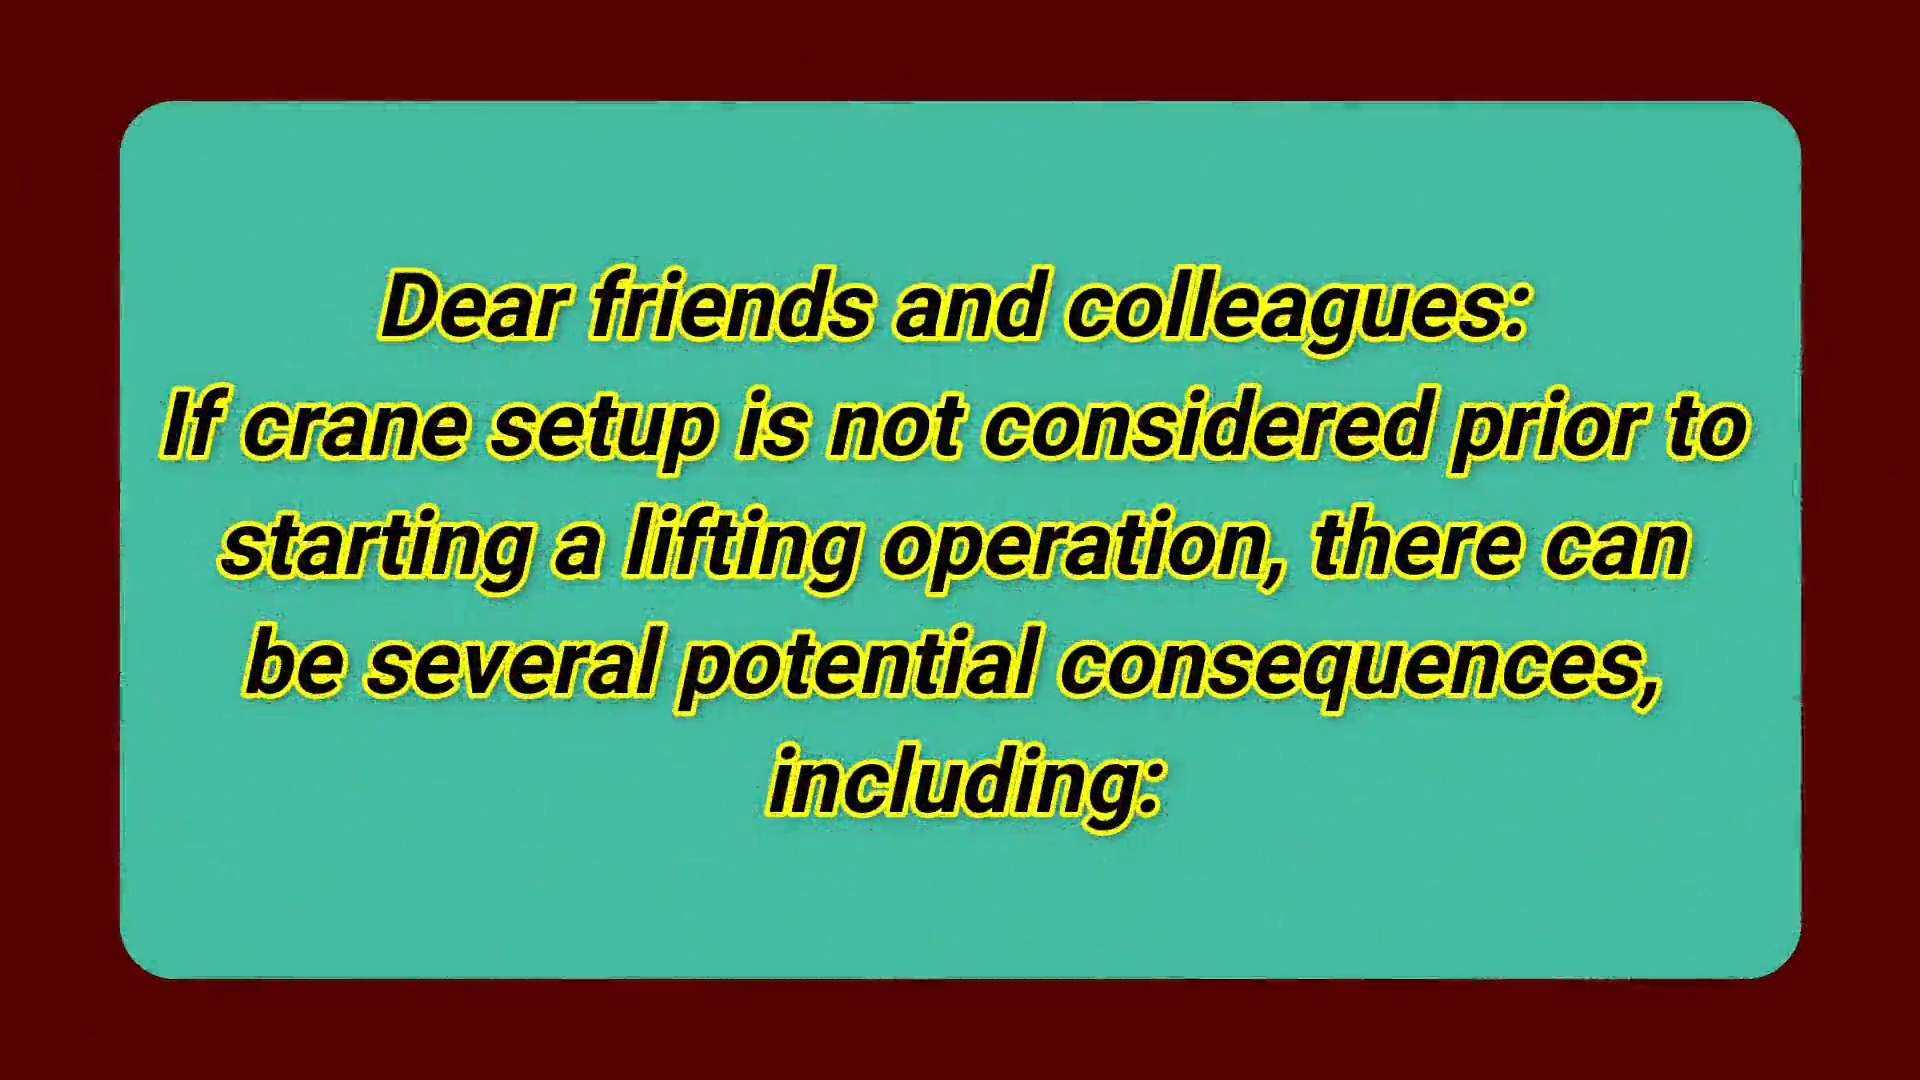 Dear friends and colleagues:
If crane setup is not considered prior to
starting a lifting operation, there can
be several potential consequences,
including: